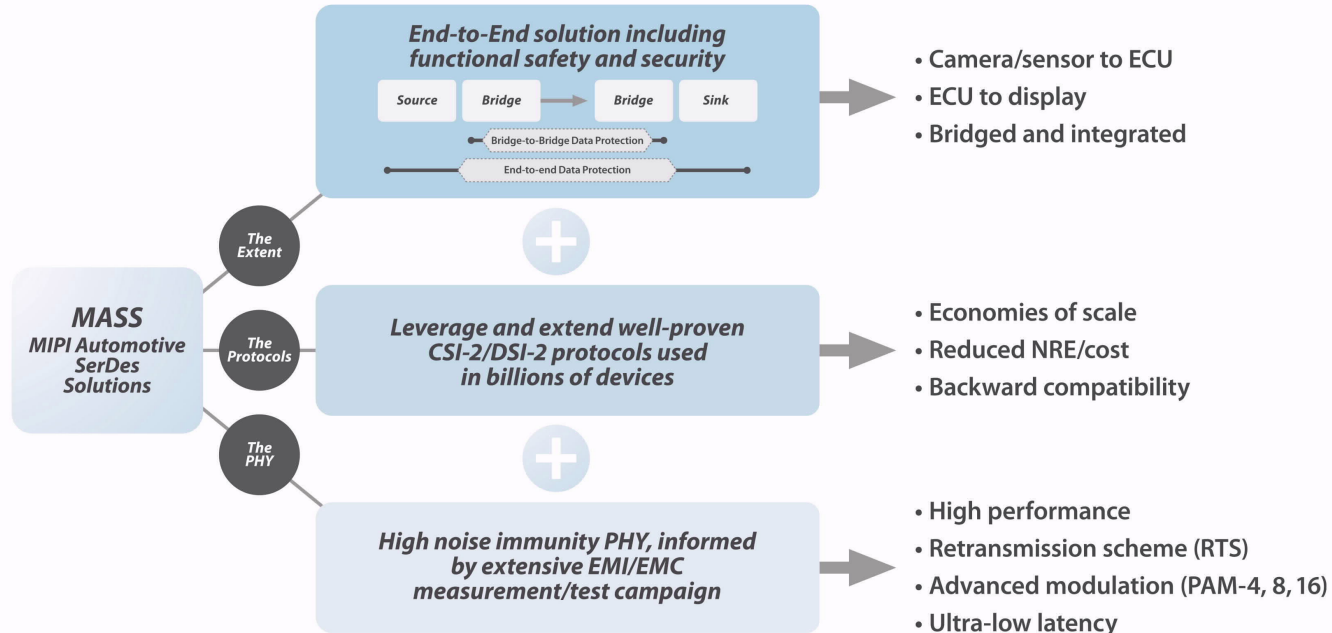 End-to-End solution including
functional safety and security
Source
Bridge
Bridge
Sink
Bridge-to-Bridge Data Protection
End-to-end Data Protection
• Camera/sensor to ECU
• ECU to display
• Bridged and integrated
The
Extent
MASS
MIPI Automotive
SerDes
Solutions
The
Protocols
Leverage and extend well-proven
CSI-2/DSI-2 protocols used
in billions of devices
• Economies of scale
• Reduced NRE/cost
• Backward compatibility
The
PHY
High noise immunity PHY, informed
by extensive EMI/EMC
measurement/test campaign
• High performance
• Retransmission scheme (RTS)
• Advanced modulation (PAM-4, 8, 16)
• Ultra-low latency